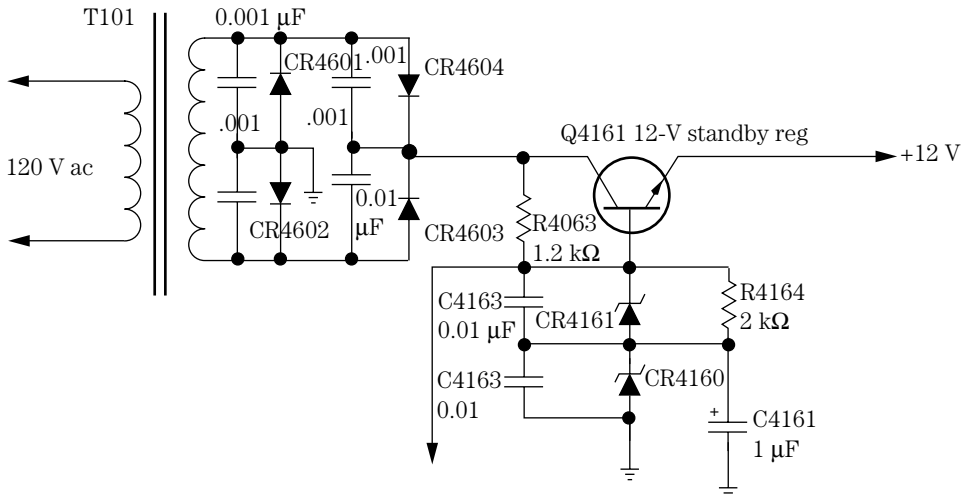 T101
0.001 µF
CR4601
.001
CR4604
.001
.001
120 V ac
Q4161 12-V standby reg
+12 V
0.01
µF
CR4602
CR4603
R4063
1.2 kΩ
C4163
0.01 µF
CR4161
R4164
2 kΩ
C4163
0.01
CR4160
+
C4161
1 µF